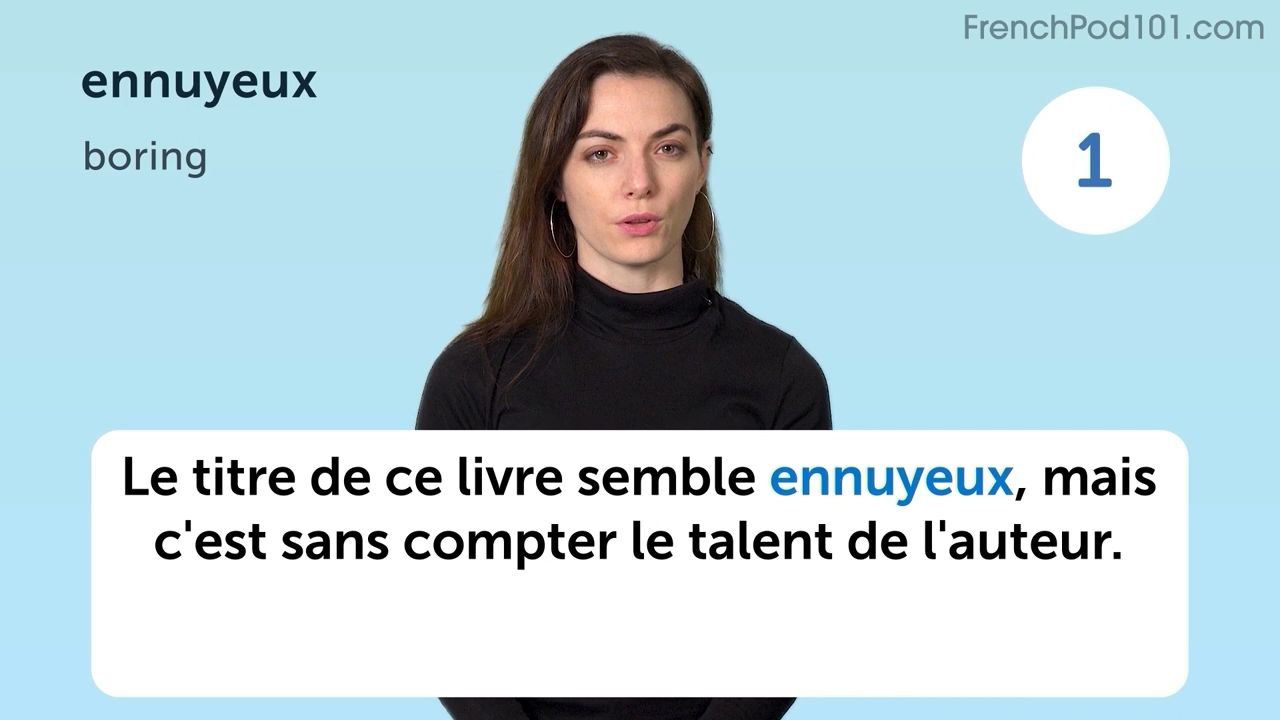 FrenchPod101.com
ennuyeux
boring
1
Le titre de ce livre semble ennuyeux, mais
c'est sans compter le talent de l'auteur.